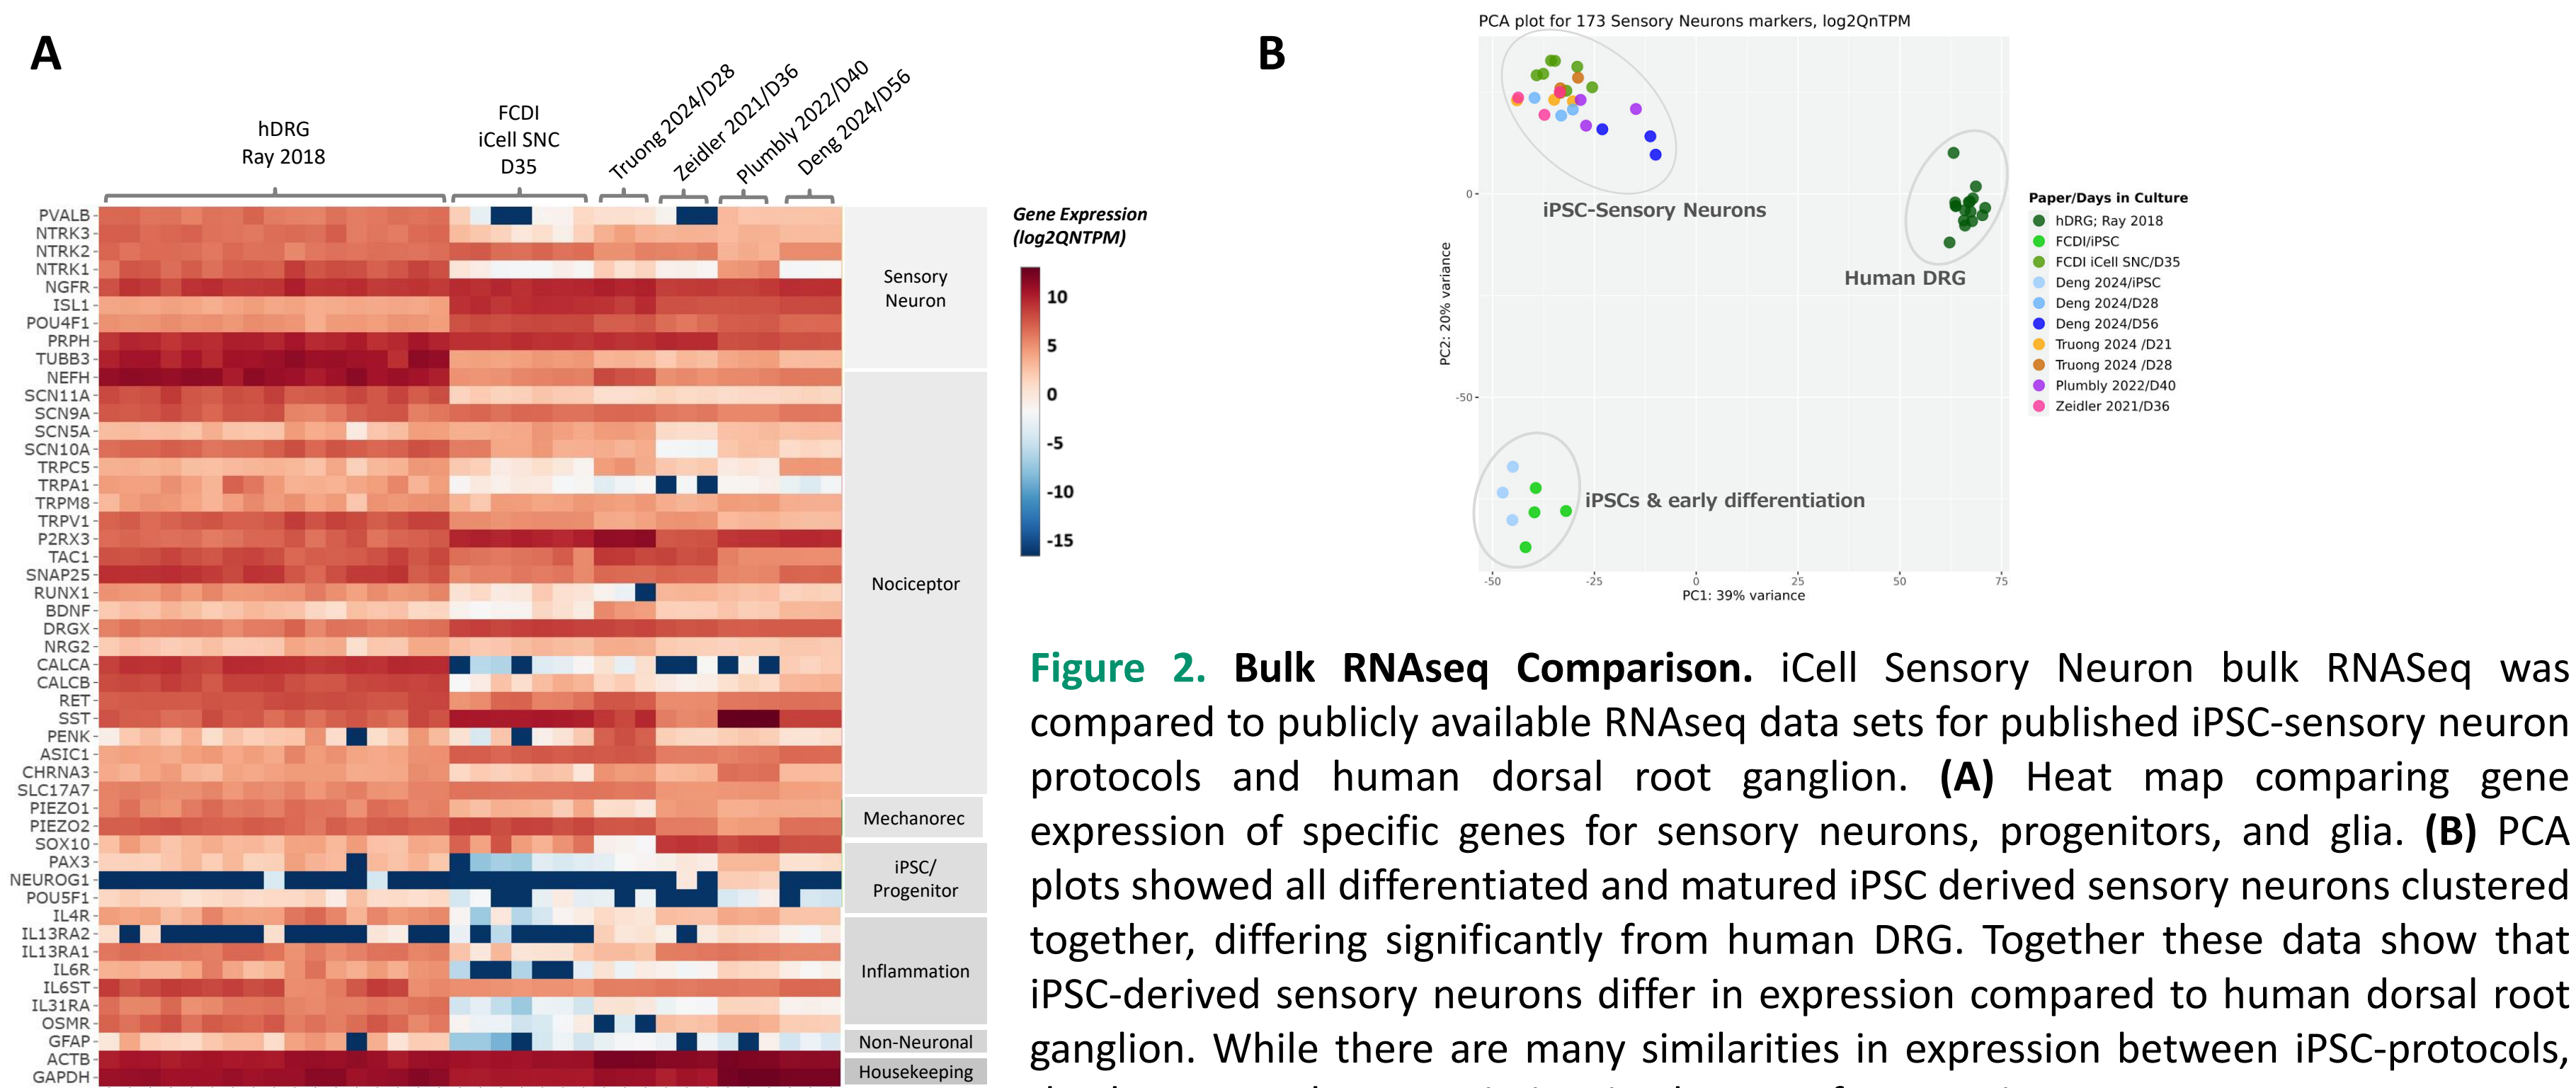 A
hDRG
Ray 2018
FCDI
iCell SNC
D35
Truong 2024/D28
Zeidler 2021/D36
Plumbly 2022/D40
Deng 2024/D56
PVALB
NTRK3
NTRK2
NTRK1
NGFR
ISL1
POU4F1
PRPH
TUBB3
NEFH
SCN11A
SCN9A
SCN5A
SCN10A
TRPC5
TRPA1
TRPM8
TRPV1
P2RX3
TAC1
SNAP25
RUNX1
BDNF
DRGX
NRG2
CALCA
CALCB
RET
SST
PENK
ASIC1
CHRNA3
SLC17A7
PIEZO1
PIEZO2
SOX10
PAX3
NEUROG1
POU5F1
IL4R
IL13RA2
IL13RA1
IL6R
IL6ST
IL31RA
OSMR
GFAP
ACTB
GAPDH
Sensory
Neuron
Nociceptor
Mechanorec
iPSC/
Progenitor
Inflammation
Non-Neuronal
Housekeeping
Gene Expression
(log2QNTPM)
10
5
0
-5
-10
-15
B
PCA plot for 173 Sensory Neurons markers, log2QnTPM
iPSC-Sensory Neurons
Human DRG
iPSCs & early differentiation
PC2: 20% variance
0
-50
-50
-25
0
25
50
75
PC1: 39% variance
Paper/Days in Culture
hDRG; Ray 2018
FCDI/iPSC
FCDI iCell SNC/D35
Deng 2024/iPSC
Deng 2024/D28
Deng 2024/D56
Truong 2024 /D21
Truong 2024 /D28
Plumbly 2022/D40
Zeidler 2021/D36
Figure 2. Bulk RNAseq Comparison. iCell Sensory Neuron bulk RNASeq was
compared to publicly available RNAseq data sets for published iPSC-sensory neuron
protocols and human dorsal root ganglion. (A) Heat map comparing gene
expression of specific genes for sensory neurons, progenitors, and glia. (B) PCA
plots showed all differentiated and matured iPSC derived sensory neurons clustered
together, differing significantly from human DRG. Together these data show that
iPSC-derived sensory neurons differ in expression compared to human dorsal root
ganglion. While there are many similarities in expression between iPSC-protocols,